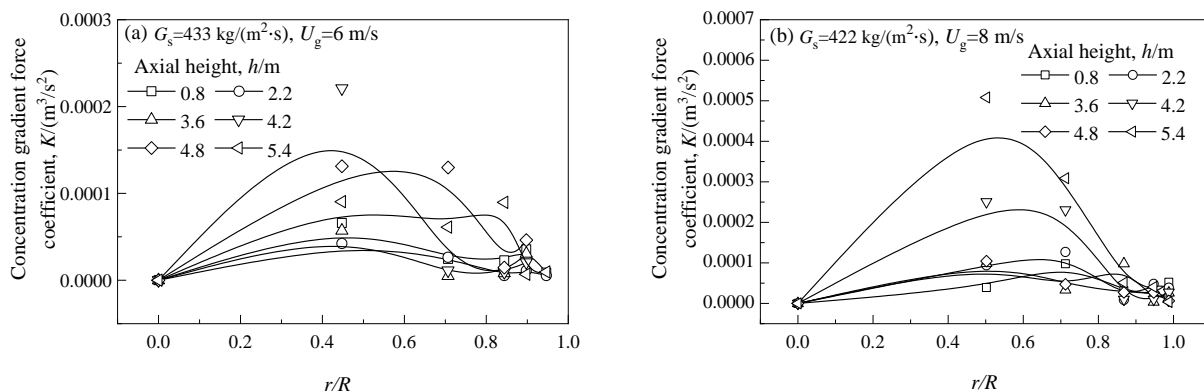 (a) Gs=433 kg/(m²·s), Ug=6 m/s
Axial height, h/m
0.8 2.2
3.6 4.2
4.8 5.4
Concentration gradient force
coefficient, K/(m³/s²)
0.0003
0.0002
0.0001
0.0000
0.0 0.2 0.4 0.6 0.8 1.0
r/R
(b) Gs=422 kg/(m²·s), Ug=8 m/s
Axial height, h/m
0.8 2.2
3.6 4.2
4.8 5.4
Concentration gradient force
coefficient, K/(m³/s²)
0.0007
0.0006
0.0005
0.0004
0.0003
0.0002
0.0001
0.0000
0.0 0.2 0.4 0.6 0.8 1.0
r/R